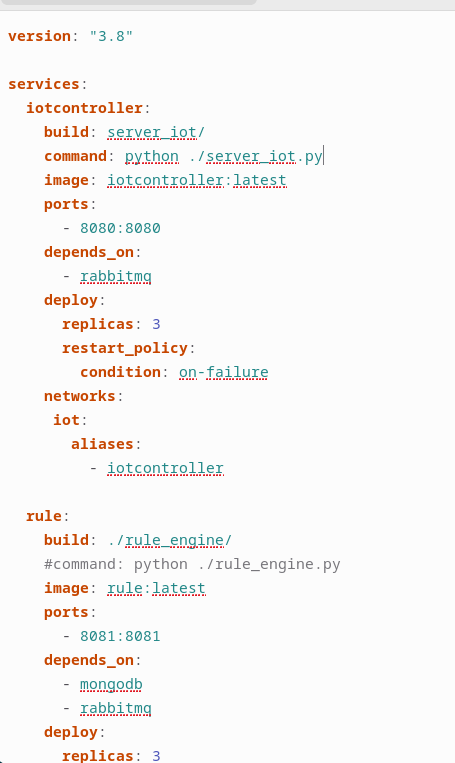 version: "3.8"

services:
  iotcontroller:
    build: server_iot/
    command: python ./server_iot.py
    image: iotcontroller:latest
    ports:
      - 8080:8080
    depends_on:
      - rabbitmq
    deploy:
      replicas: 3
      restart_policy:
        condition: on-failure
    networks:
     iot:
       aliases:
         - iotcontroller

  rule:
    build: ./rule_engine/
    #command: python ./rule_engine.py
    image: rule:latest
    ports:
      - 8081:8081
    depends_on:
      - mongodb
      - rabbitmq
    deploy:
      replicas: 3